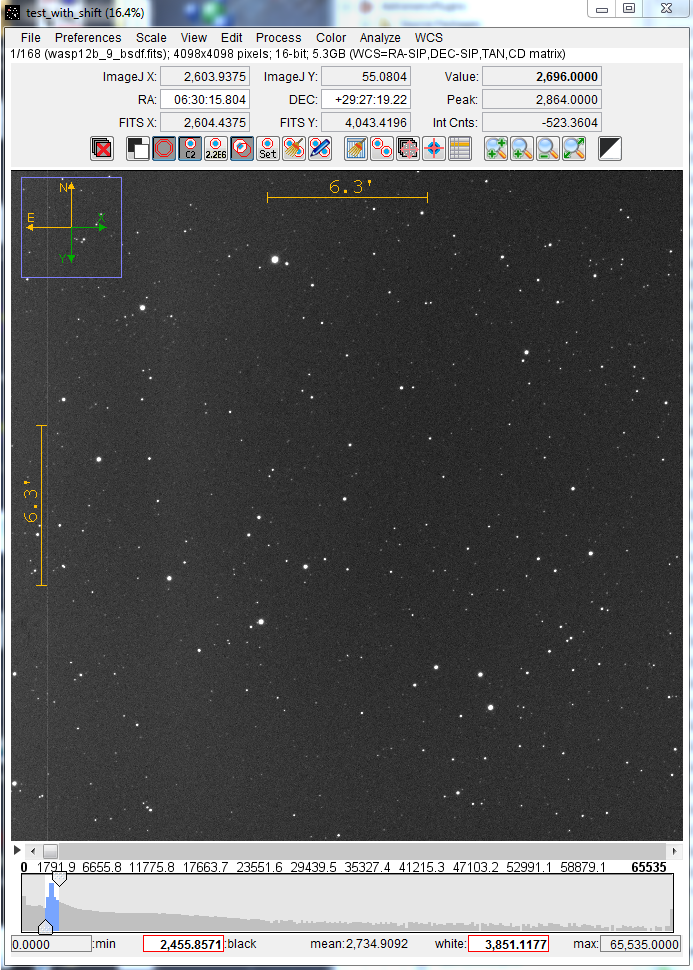 test_with_shift (16.4%)
File Preferences Scale View Edit Process Color Analyze WCS
1/168 (wasp12b_9_bsdf.fits); 4098x4098 pixels; 16-bit; 5.3GB (WCS=RA-SIP,DEC-SIP,TAN,CD matrix)
ImageJ X: 2,603.9375 ImageJ Y: 55.0804 Value: 2,696.0000
RA: 06:30:15.804 DEC: +29:27:19.22 Peak: 2,864.0000
FITS X: 2,604.4375 FITS Y: 4,043.4196 Int Cnts: -523.3604
C2 2.2E6 Set
N 6.3'
E X
Y
6.3'
0 1791.9 6655.8 11775.8 17663.7 23551.6 29439.5 35327.4 41215.3 47103.2 52991.1 58879.1 65535
0.0000 :min 2,455.8571 :black mean: 2,734.9092 white: 3,851.1177 max: 65,535.0000